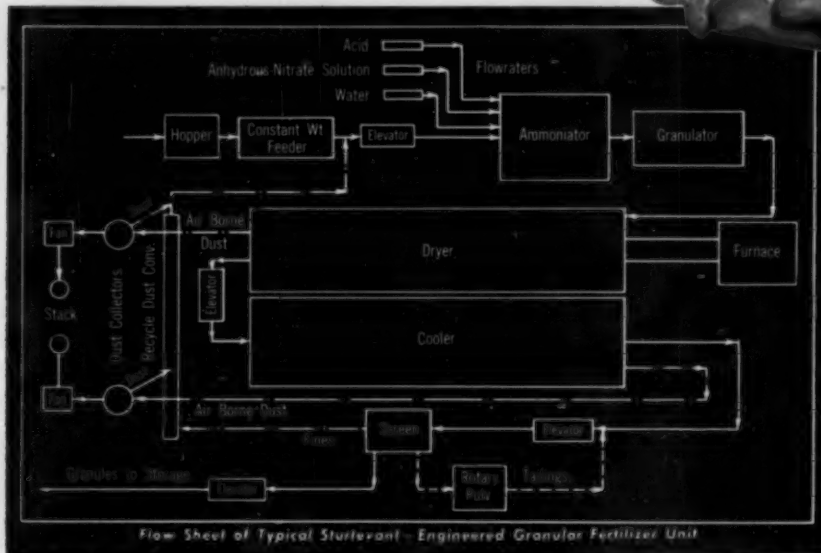 Acid
Anhydrous-Nitrate Solution
Flowraters
Water
Hopper
Constant Wt
Feeder
Elevator
Ammoniator
Granulator
Air Borne
Dust
Fan
Dryer
Furnace
Elevator
Stack
Dust Collectors
Recycle Dust Conv.
Cooler
Fan
Air Borne Dust
Fines
Screen
Elevator
Granules to Storage
Elevator
Rotary
Pulv
Tailings
Flow Sheet of Typical Sturtevant - Engineered Granular Fertilizer Unit